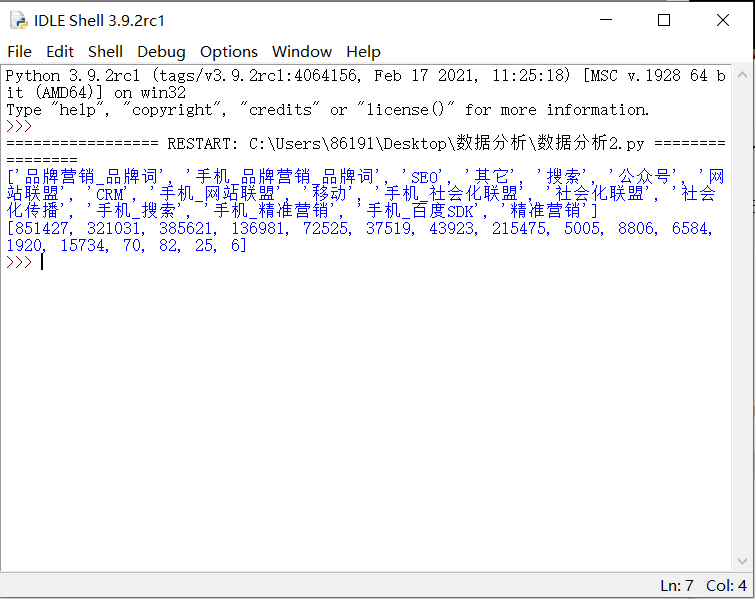 IDLE Shell 3.9.2rc1
File Edit Shell Debug Options Window Help
Python 3.9.2rc1 (tags/v3.9.2rc1:4064156, Feb 17 2021, 11:25:18) [MSC v.1928 64 b
it (AMD64)] on win32
Type "help", "copyright", "credits" or "license()" for more information.
>>>
================= RESTART: C:\Users\86191\Desktop\数据分析\数据分析2.py ========
========
['品牌营销_品牌词', '手机_品牌营销_品牌词', 'SEO', '其它', '搜索', '公众号', '网
站联盟', 'CRM', '手机_网站联盟', '移动', '手机_社会化联盟', '社会化联盟', '社会
化传播', '手机_搜索', '手机_精准营销', '手机_百度SDK', '精准营销']
[851427, 321031, 385621, 136981, 72525, 37519, 43923, 215475, 5005, 8806, 6584,
1920, 15734, 70, 82, 25, 6]
>>>
Ln: 7 Col: 4